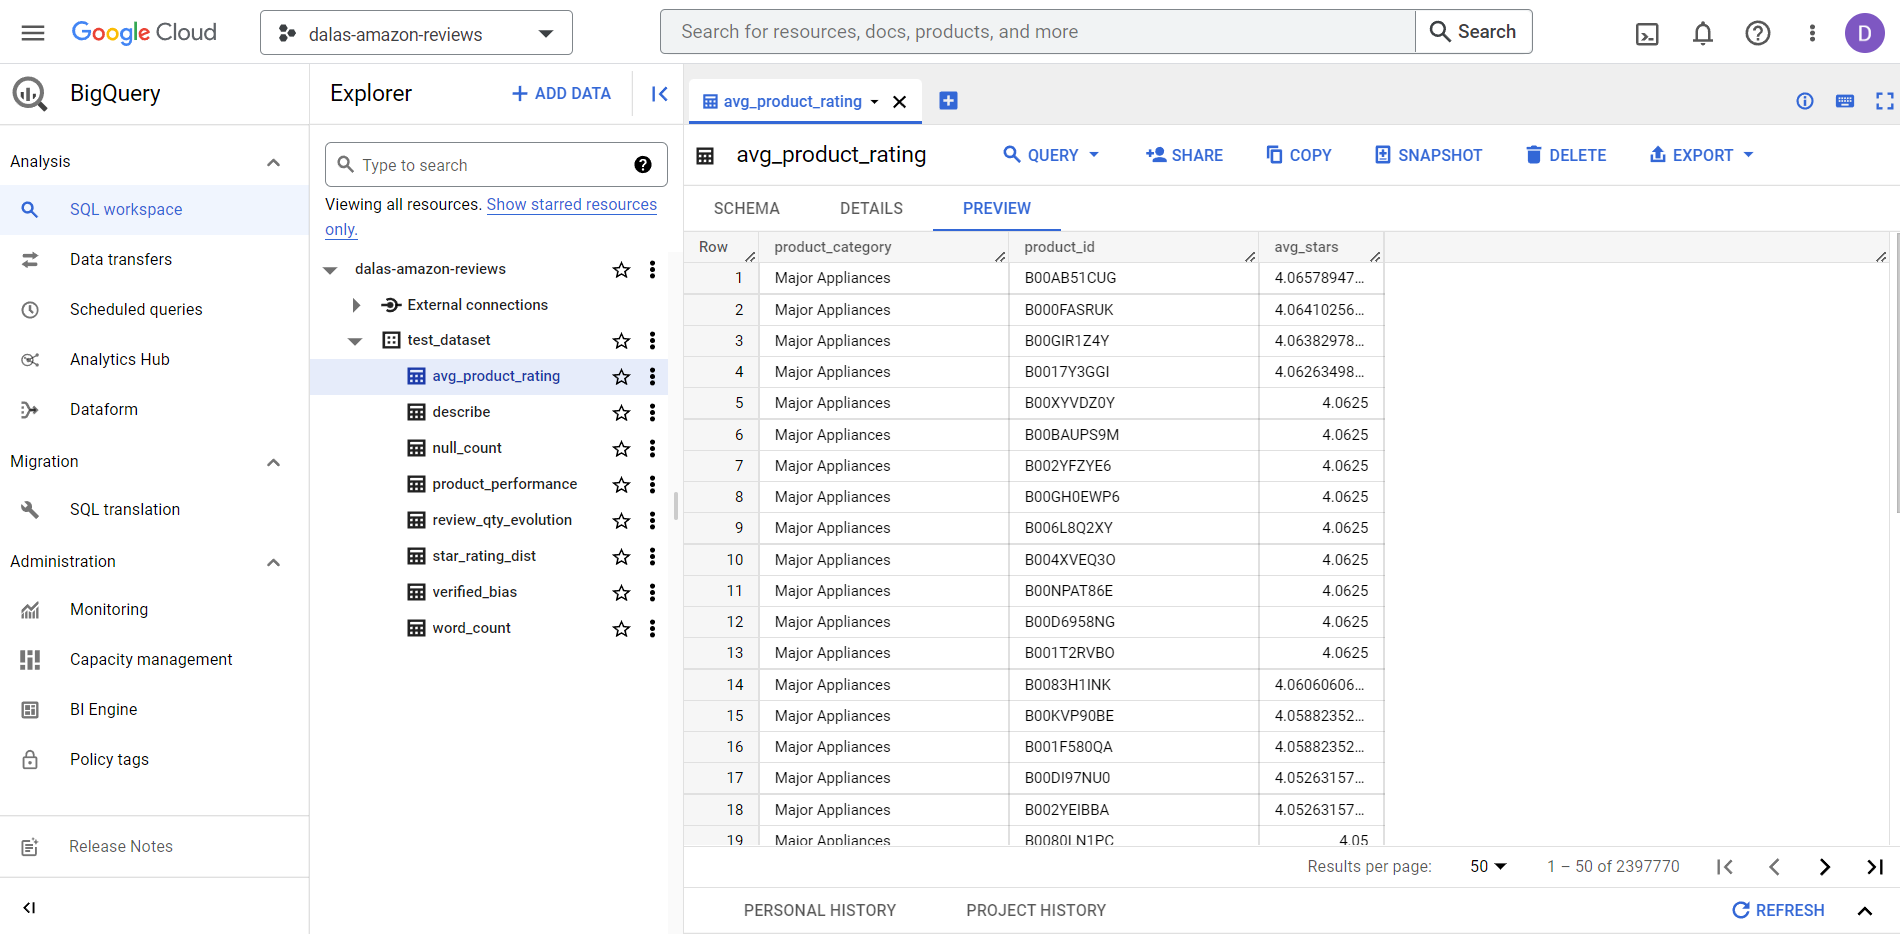 Google Cloud
dalas-amazon-reviews
Search for resources, docs, products, and more
Search
D
BigQuery
Analysis
SQL workspace
Data transfers
Scheduled queries
Analytics Hub
Dataform
Migration
SQL translation
Administration
Monitoring
Capacity management
BI Engine
Policy tags
Release Notes
Explorer
+ ADD DATA
Type to search
Viewing all resources. Show starred resources
only.
dalas-amazon-reviews
External connections
test_dataset
avg_product_rating
describe
null_count
product_performance
review_qty_evolution
star_rating_dist
verified_bias
word_count
avg_product_rating
avg_product_rating
QUERY
SHARE
COPY
SNAPSHOT
DELETE
EXPORT
SCHEMA DETAILS PREVIEW
Row product_category product_id avg_stars
1 Major Appliances B00AB51CUG 4.06578947...
2 Major Appliances B000FASRUK 4.06410256...
3 Major Appliances B00GIR1Z4Y 4.06382978...
4 Major Appliances B0017Y3GGI 4.06263498...
5 Major Appliances B00XYVDZ0Y 4.0625
6 Major Appliances B00BAUPS9M 4.0625
7 Major Appliances B002YFZYE6 4.0625
8 Major Appliances B00GH0EWP6 4.0625
9 Major Appliances B006L8Q2XY 4.0625
10 Major Appliances B004XVEQ3O 4.0625
11 Major Appliances B00NPAT86E 4.0625
12 Major Appliances B00D6958NG 4.0625
13 Major Appliances B001T2RVBO 4.0625
14 Major Appliances B0083H1INK 4.06060606...
15 Major Appliances B00KVP90BE 4.05882352...
16 Major Appliances B001F580QA 4.05882352...
17 Major Appliances B00DI97NU0 4.05263157...
18 Major Appliances B002YEIBBA 4.05263157...
19 Major Appliances B0080LN1PC 4.05
Results per page: 50 1 – 50 of 2397770
PERSONAL HISTORY PROJECT HISTORY
REFRESH